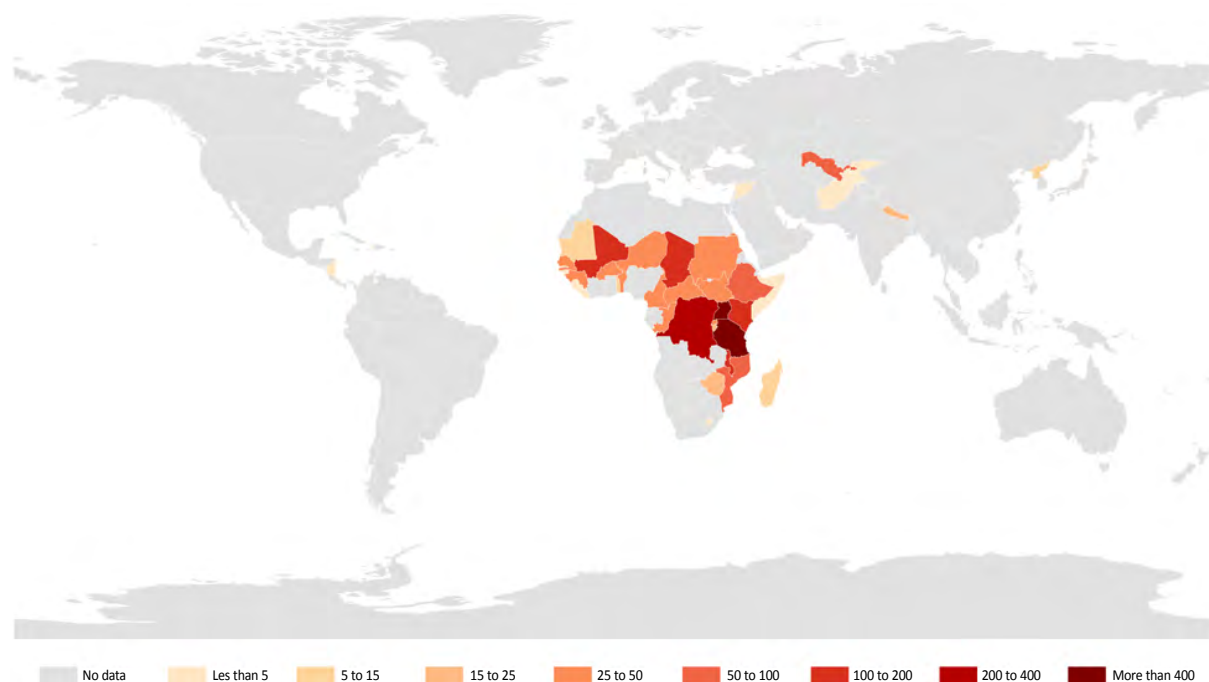 No data
Les than 5
5 to 15
15 to 25
25 to 50
50 to 100
100 to 200
200 to 400
More than 400